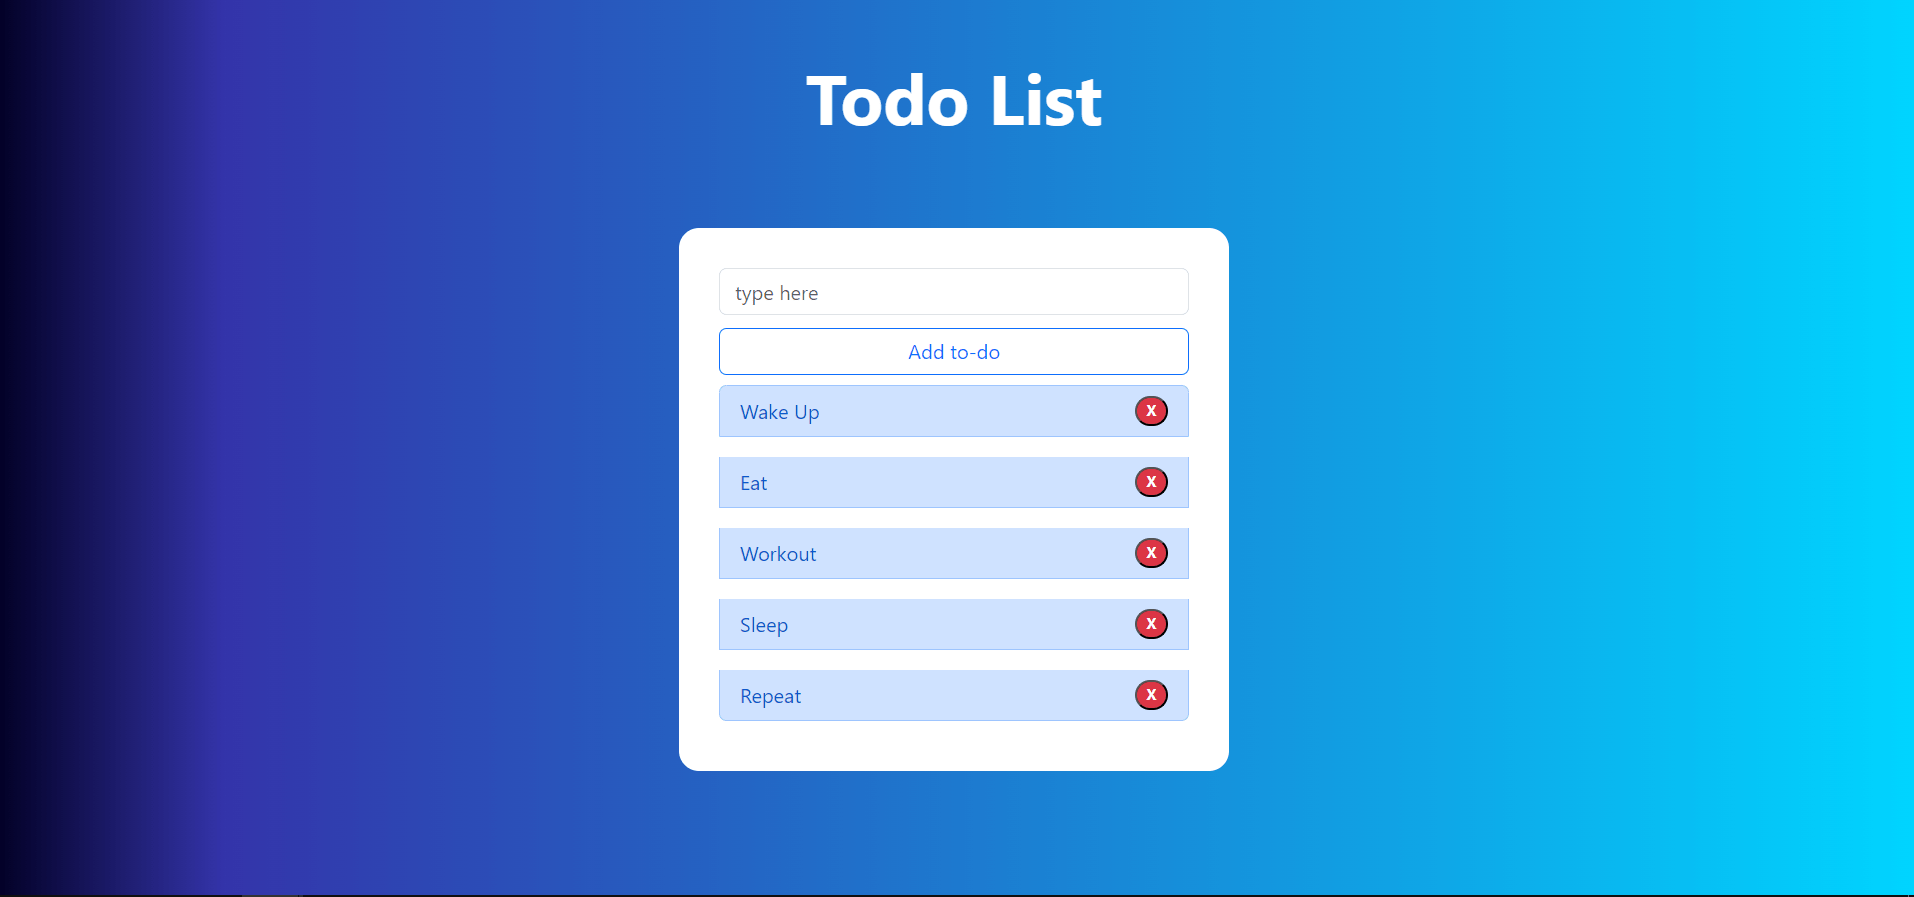 Todo List
type here
Add to-do
Wake Up X
Eat X
Workout X
Sleep X
Repeat X